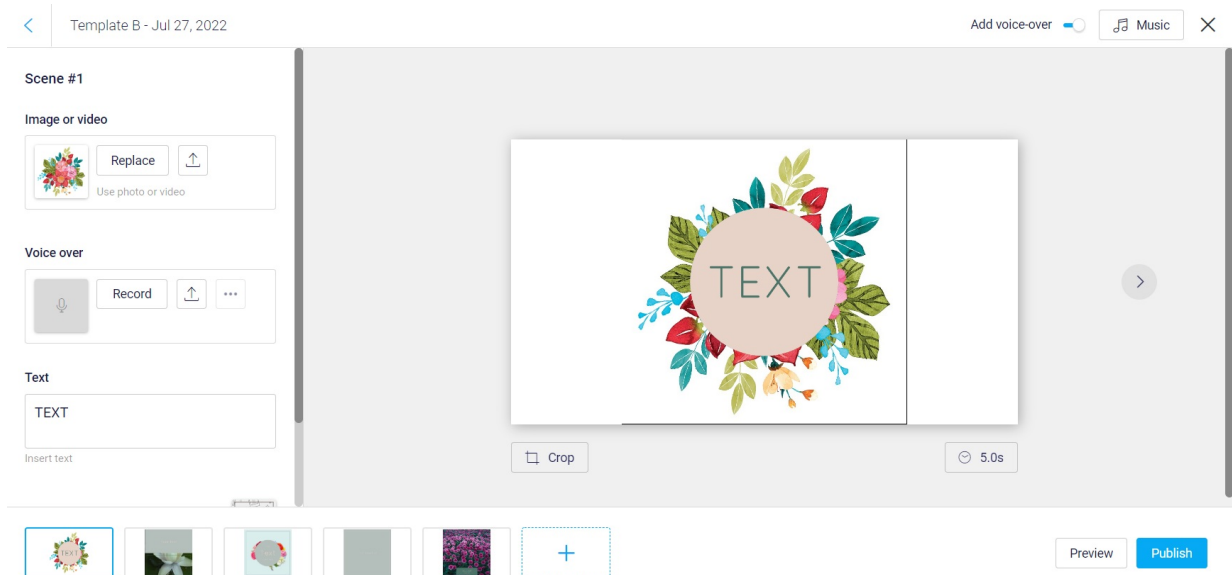 Template B - Jul 27, 2022
Add voice-over
Music
Scene #1
Image or video
Replace
Use photo or video
Voice over
Record
Text
TEXT
Insert text
TEXT
Crop
5.0s
TEXT
Preview
Publish